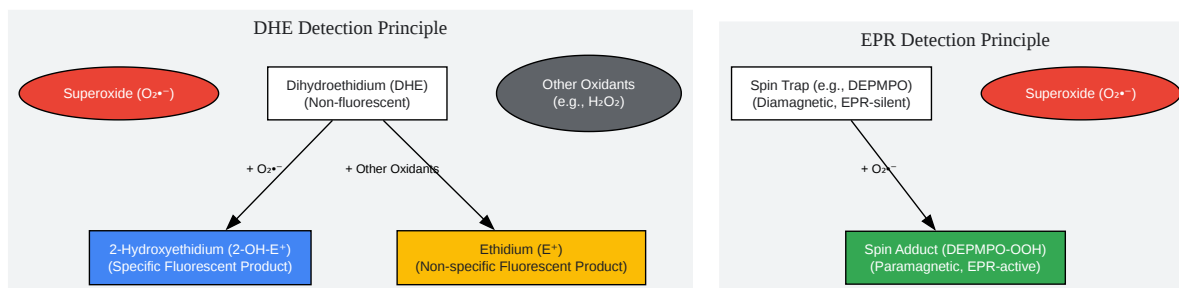 DHE Detection Principle
Superoxide (O₂•⁻)
Dihydroethidium (DHE)
(Non-fluorescent)
Other Oxidants
(e.g., H₂O₂)
+ O₂•⁻
+ Other Oxidants
2-Hydroxyethidium (2-OH-E⁺)
(Specific Fluorescent Product)
Ethidium (E⁺)
(Non-specific Fluorescent Product)
EPR Detection Principle
Spin Trap (e.g., DEPMPO)
(Diamagnetic, EPR-silent)
Superoxide (O₂•⁻)
+ O₂•⁻
Spin Adduct (DEPMPO-OOH)
(Paramagnetic, EPR-active)